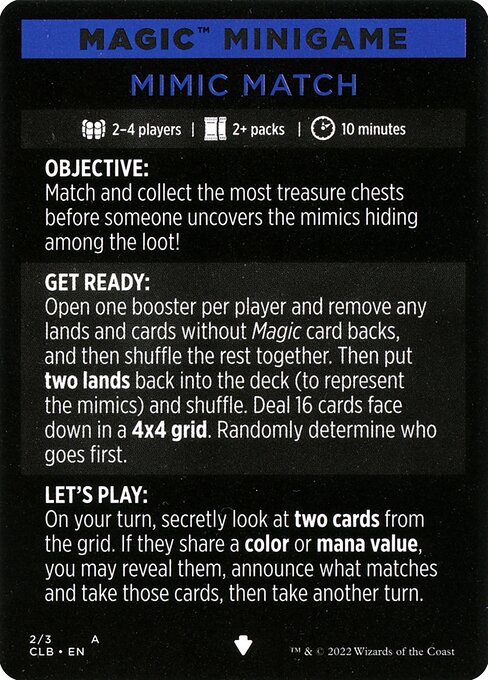 MAGIC™ MINIGAME
MIMIC MATCH
2–4 players | 2+ packs | 10 minutes
OBJECTIVE:
Match and collect the most treasure chests
before someone uncovers the mimics hiding
among the loot!
GET READY:
Open one booster per player and remove any
lands and cards without Magic card backs,
and then shuffle the rest together. Then put
two lands back into the deck (to represent
the mimics) and shuffle. Deal 16 cards face
down in a 4x4 grid. Randomly determine who
goes first.
LET'S PLAY:
On your turn, secretly look at two cards from
the grid. If they share a color or mana value,
you may reveal them, announce what matches
and take those cards, then take another turn.
2/3 A
CLB • EN
™ & © 2022 Wizards of the Coast